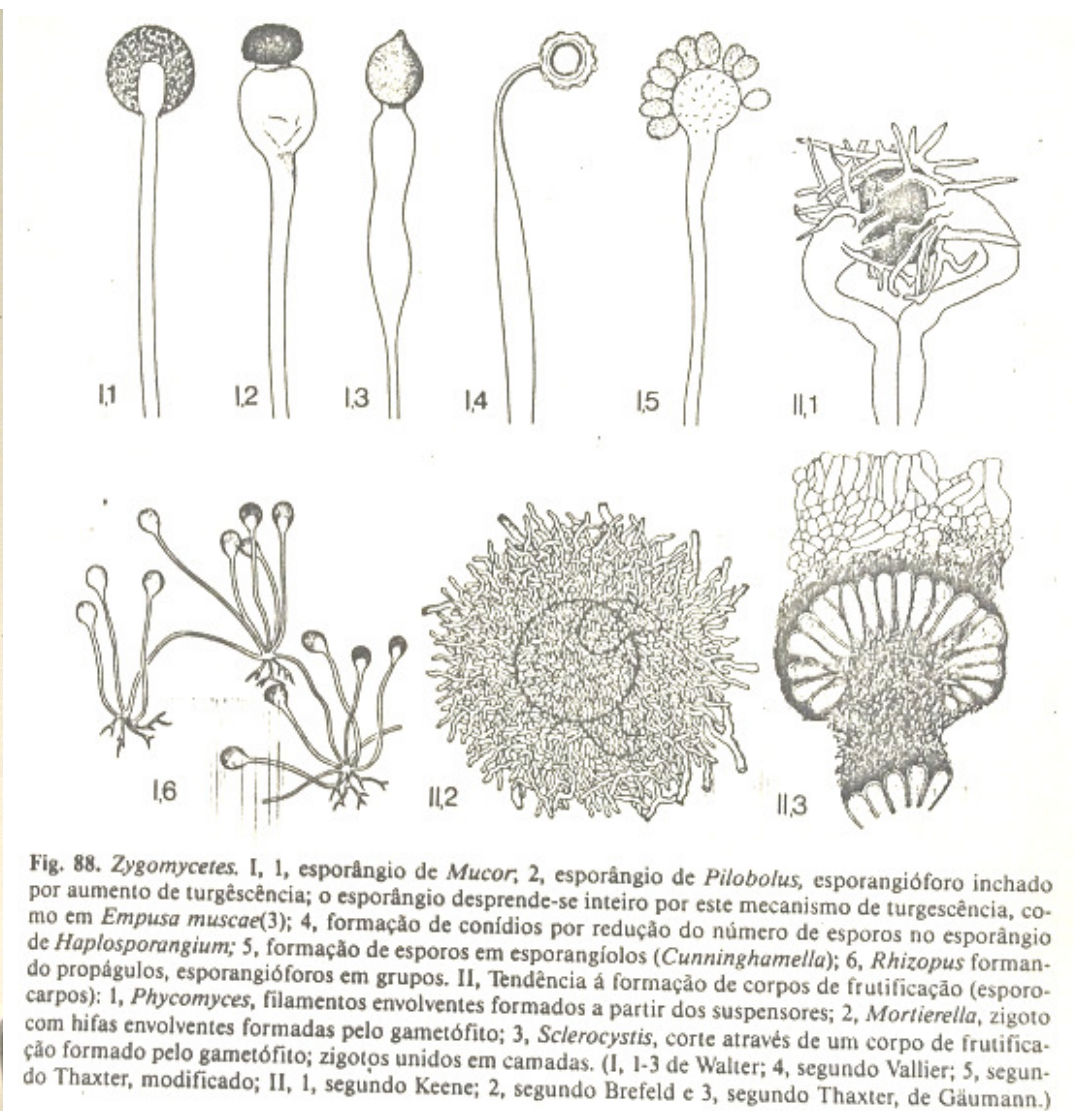 I,1
I,2
I,3
I,4
I,5
II,1
I,6
II,2
II,3
Fig. 88. Zygomycetes. I, 1, esporângio de Mucor; 2, esporângio de Pilobolus, esporangióforo inchado
por aumento de turgêscência; o esporângio desprende-se inteiro por este mecanismo de turgescência, co-
mo em Empusa muscae(3); 4, formação de conídios por redução do número de esporos no esporângio
de Haplosporangium; 5, formação de esporos em esporangíolos (Cunninghamella); 6, Rhizopus forman-
do propágulos, esporangióforos em grupos. II, Tendência á formação de corpos de frutificação (esporo-
carpos): 1, Phycomyces, filamentos envolventes formados a partir dos suspensores; 2, Mortierella, zigoto
com hifas envolventes formadas pelo gametófito; 3, Sclerocystis, corte através de um corpo de frutifica-
ção formado pelo gametófito; zigotos unidos em camadas. (I, 1-3 de Walter; 4, segundo Vallier; 5, segun-
do Thaxter, modificado; II, 1, segundo Keene; 2, segundo Brefeld e 3, segundo Thaxter, de Gäumann.)